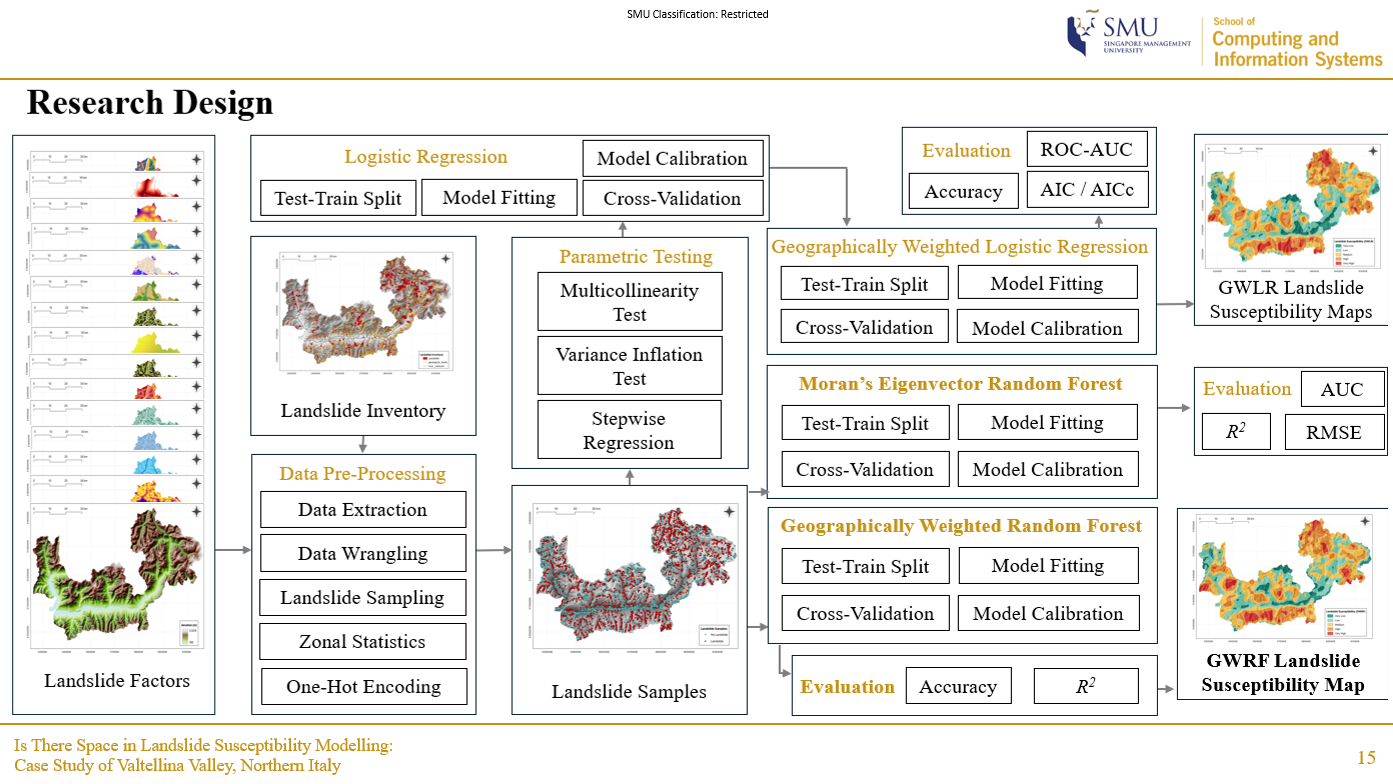 SMU Classification: Restricted
SMU
SINGAPORE MANAGEMENT
UNIVERSITY
School of
Computing and
Information Systems
Research Design
Landslide Factors
Logistic Regression
Model Calibration
Test-Train Split
Model Fitting
Cross-Validation
Landslide Inventory
Data Pre-Processing
Data Extraction
Data Wrangling
Landslide Sampling
Zonal Statistics
One-Hot Encoding
Parametric Testing
Multicollinearity
Test
Variance Inflation
Test
Stepwise
Regression
Landslide Samples
Evaluation
ROC-AUC
Accuracy
AIC / AICc
Geographically Weighted Logistic Regression
Test-Train Split
Model Fitting
Cross-Validation
Model Calibration
GWLR Landslide
Susceptibility Maps
Moran’s Eigenvector Random Forest
Test-Train Split
Model Fitting
Cross-Validation
Model Calibration
Evaluation
AUC
R2
RMSE
Geographically Weighted Random Forest
Test-Train Split
Model Fitting
Cross-Validation
Model Calibration
Evaluation
Accuracy
R2
GWRF Landslide
Susceptibility Map
Is There Space in Landslide Susceptibility Modelling:
Case Study of Valtellina Valley, Northern Italy
15